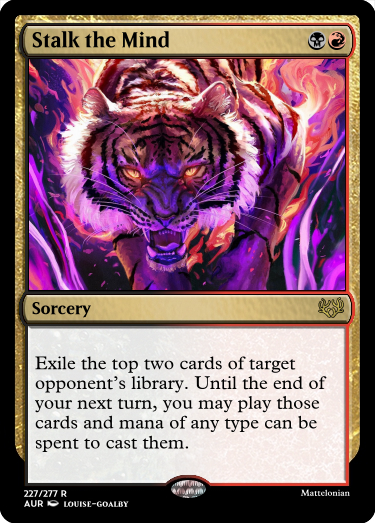 Stalk the Mind
Sorcery
Exile the top two cards of target
opponent's library. Until the end of
your next turn, you may play those
cards and mana of any type can be
spent to cast them.
227/277 R
Mattelonian
AUR LOUISE-GOALBY